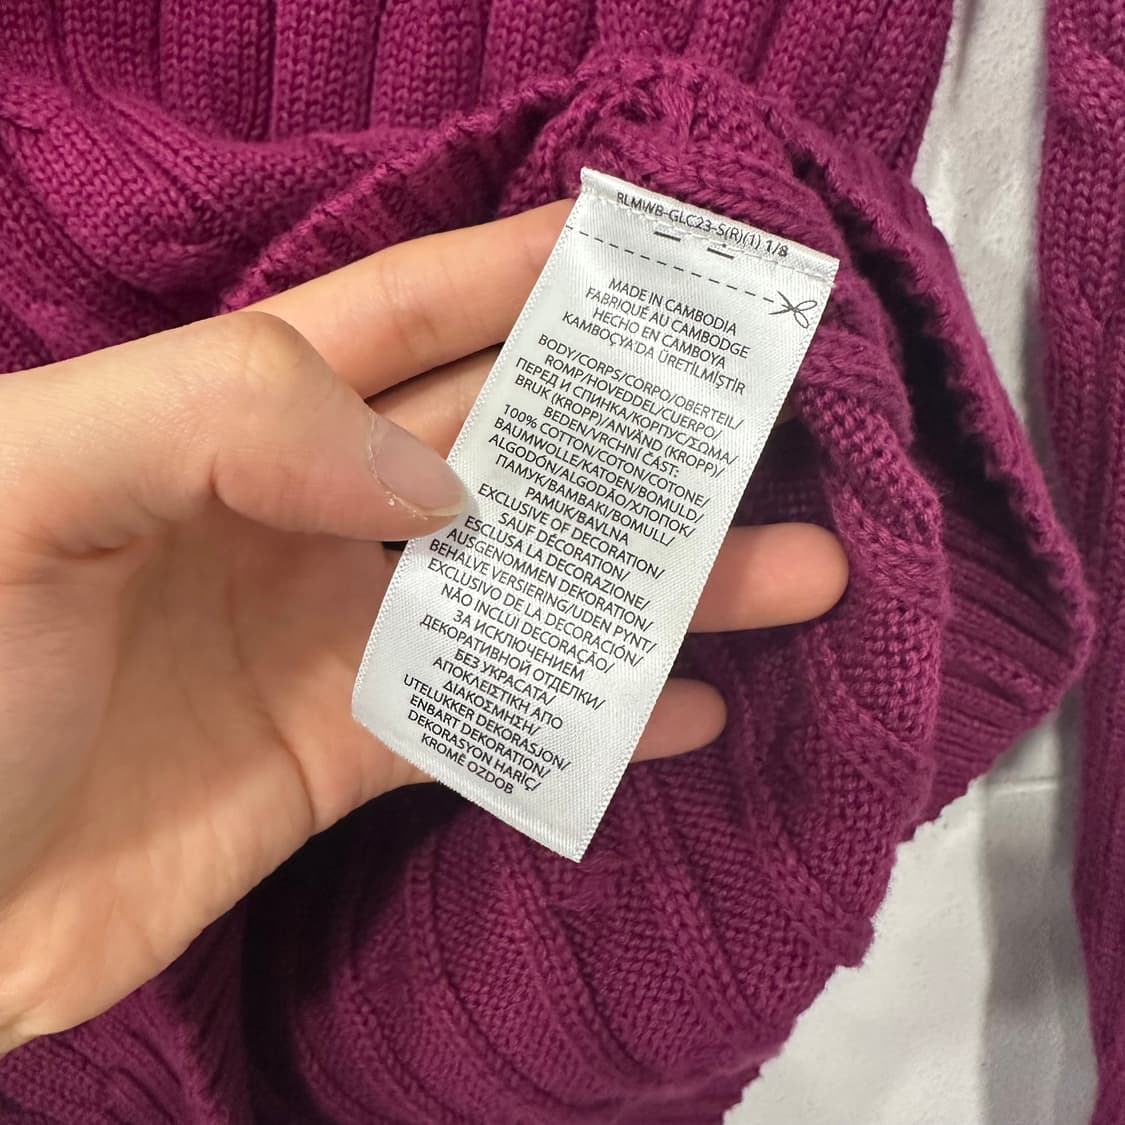 RLMWB-GLC23-S(R)(1) 1/8
MADE IN CAMBODIA
FABRIQUÉ AU CAMBODGE
HECHO EN CAMBOYA
KAMBOÇYA'DA ÜRETİLMİŞTİR
BODY/CORPS/CORPO/OBERTEIL/
ROMP/HOVEDDEL/CUERPO/
ПЕРЕД И СПИНКА/КОРПУС/ΣΩΜΑ/
BRUK (KROPP)/ANVÄND (KROPP)/
BEDEN/VRCHNÍ ČÁST:
100% COTTON/COTON/COTONE/
BAUMWOLLE/KATOEN/BOMULD/
ALGODÓN/ALGODÃO/ХЛОПОК/
ПАМУК/ΒΑΜΒΑΚΙ/BOMULL/
PAMUK/BAVLNA
EXCLUSIVE OF DECORATION/
SAUF DÉCORATION/
ESCLUSA LA DECORAZIONE/
AUSGENOMMEN DEKORATION/
BEHALVE VERSIERING/UDEN PYNT/
EXCLUSIVO DE LA DECORACIÓN/
NÃO INCLUI DECORAÇÃO/
ЗА ИСКЛЮЧЕНИЕМ
ДЕКОРАТИВНОЙ ОТДЕЛКИ/
БЕЗ УКРАСАТА/
ΑΠΟΚΛΕΙΣΤΙΚΗ ΑΠΟ
ΔΙΑΚΟΣΜΗΣΗ/
UTELUKKER DEKORASJON/
ENBART DEKORATION/
DEKORASYON HARİÇ/
KROMĚ OZDOB